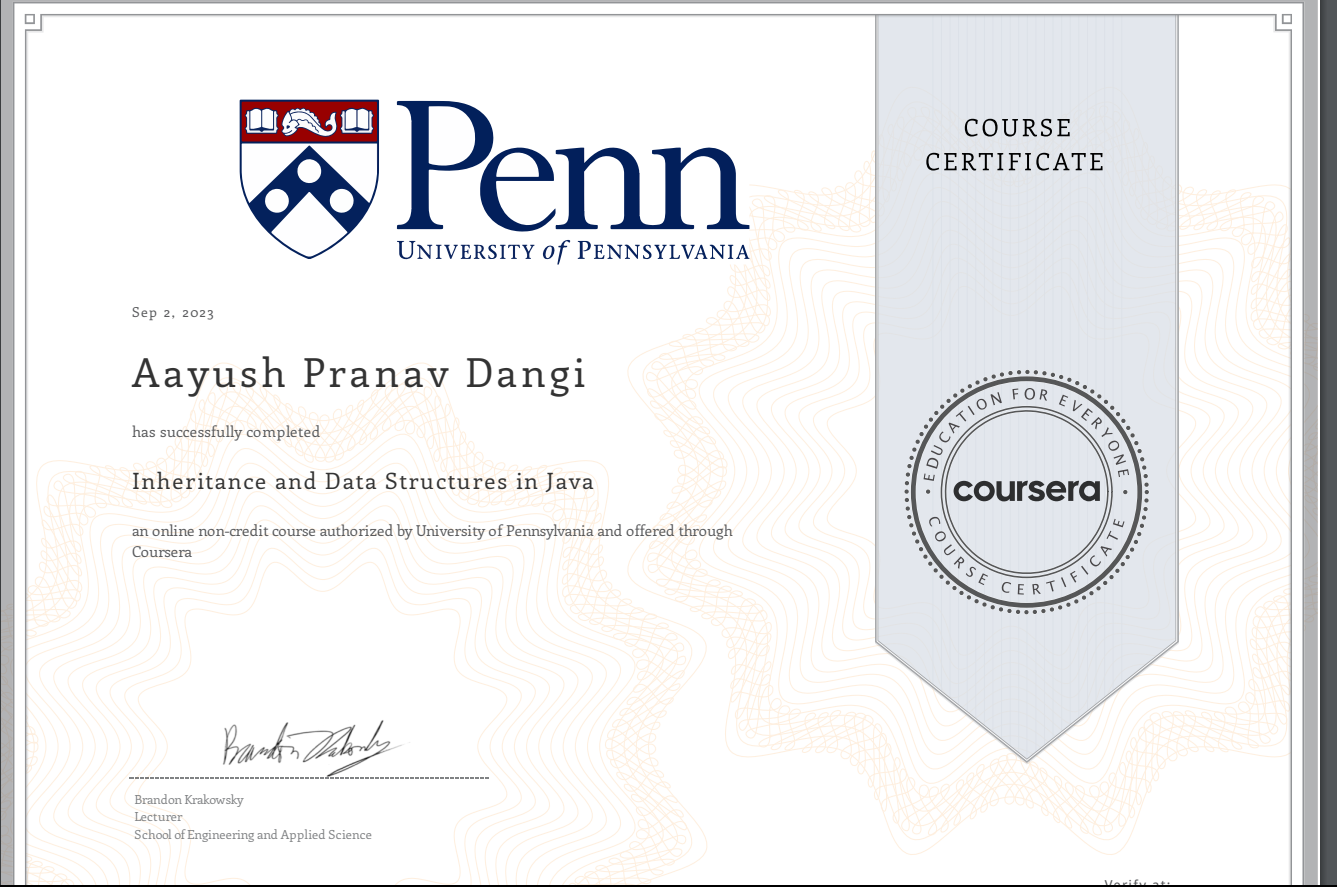 Penn
UNIVERSITY of PENNSYLVANIA
COURSE
CERTIFICATE
Sep 2, 2023
Aayush Pranav Dangi
has successfully completed
Inheritance and Data Structures in Java
an online non-credit course authorized by University of Pennsylvania and offered through
Coursera
EDUCATION FOR EVERYONE
coursera
COURSE CERTIFICATE
Brandon Krakowsky
Brandon Krakowsky
Lecturer
School of Engineering and Applied Science
Verify at: